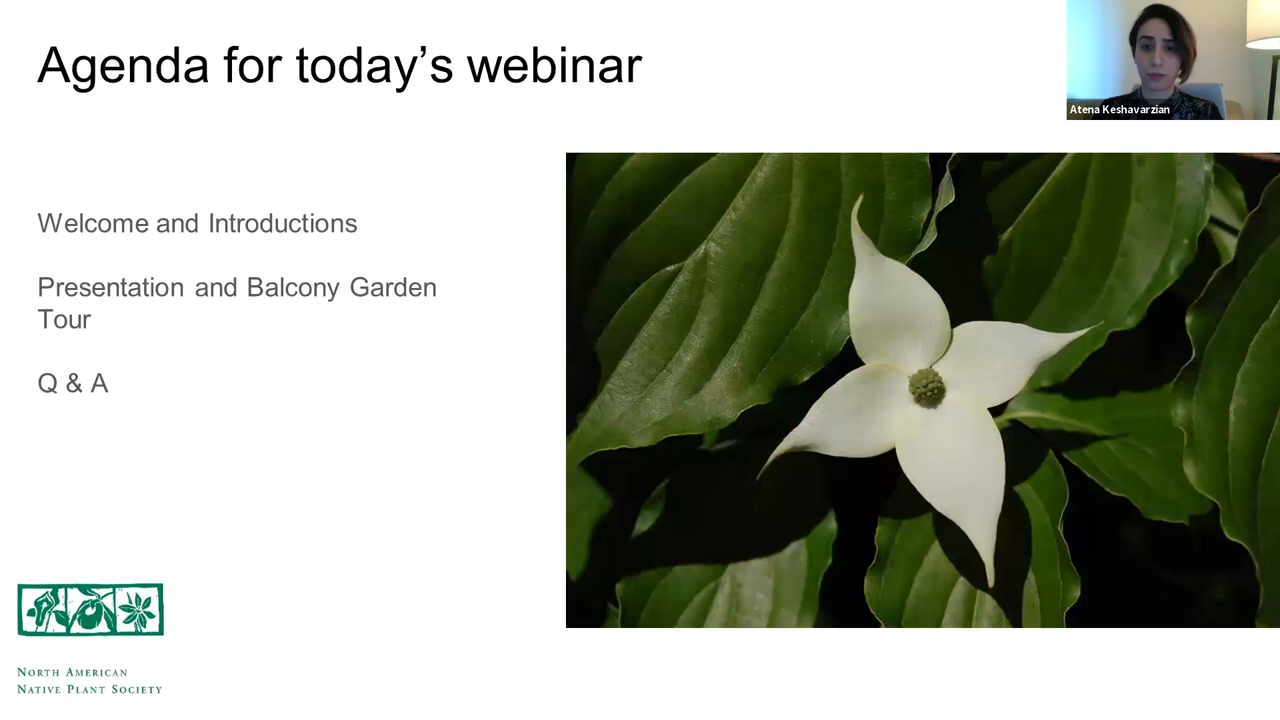 Agenda for today’s webinar
Atena Keshavarzian
Welcome and Introductions
Presentation and Balcony Garden
Tour
Q & A
North American
Native Plant Society